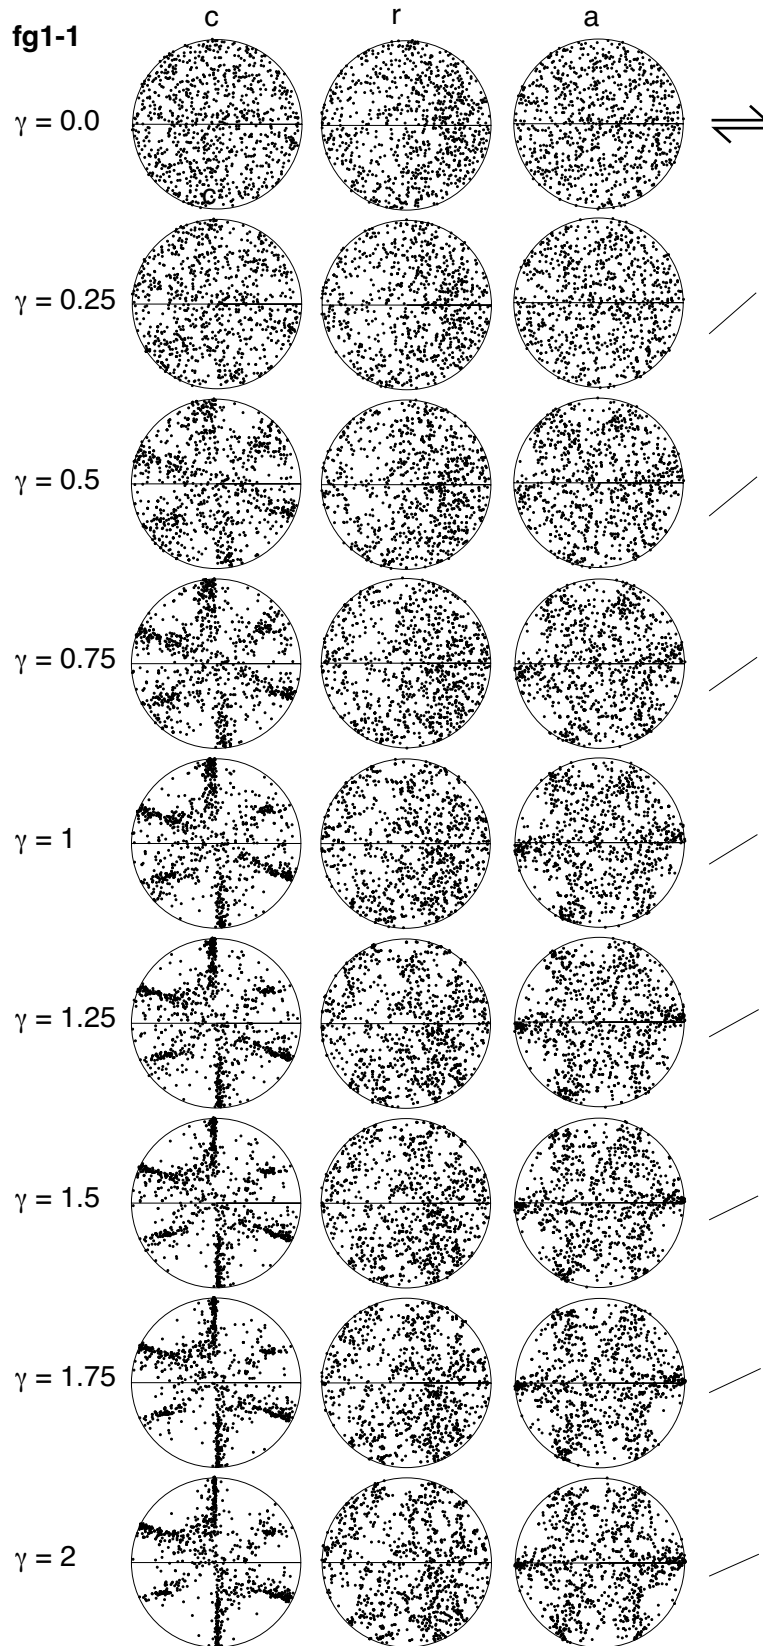 c r a
fg1-1
γ = 0.0
c
γ = 0.25
γ = 0.5
γ = 0.75
γ = 1
γ = 1.25
γ = 1.5
γ = 1.75
γ = 2